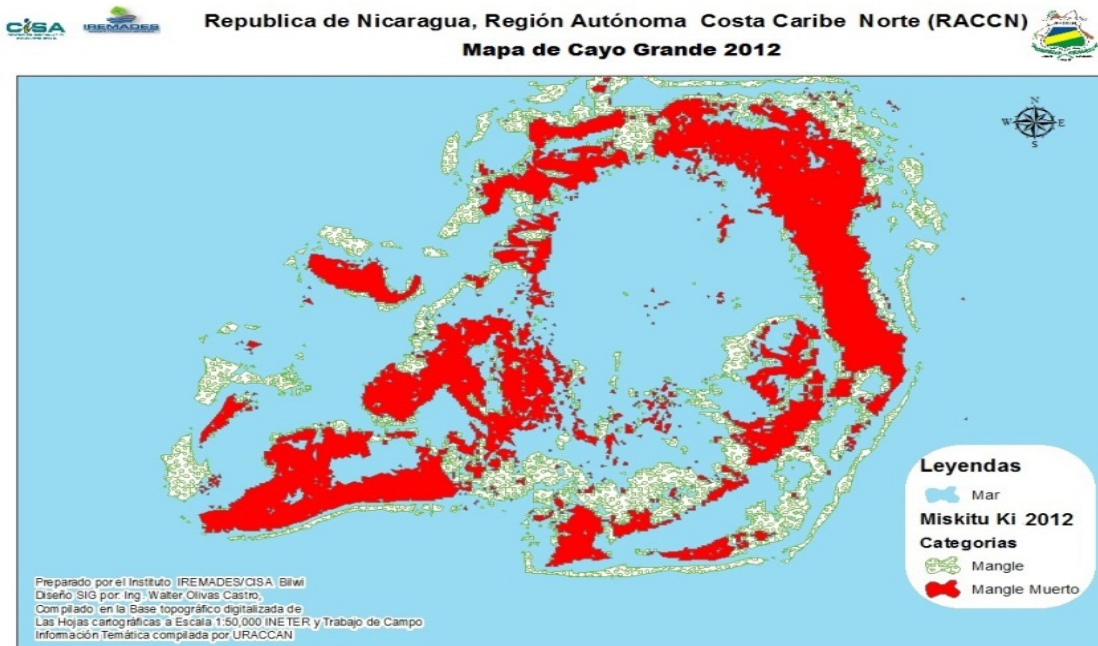 CISA
IREMADES
Republica de Nicaragua, Región Autónoma Costa Caribe Norte (RACCN)
Mapa de Cayo Grande 2012
N
W E
S
Leyendas
Mar
Miskitu Ki 2012
Categorias
Mangle
Mangle Muerto
Preparado por el Instituto IREMADES/CISA Bilwi
Diseño SIG por: Ing. Walter Olivas Castro,
Compilado en la Base topográfico digitalizada de
Las Hojas cartográficas a Escala 1:50,000 INETER y Trabajo de Campo
Información Temática compilada por URACCAN